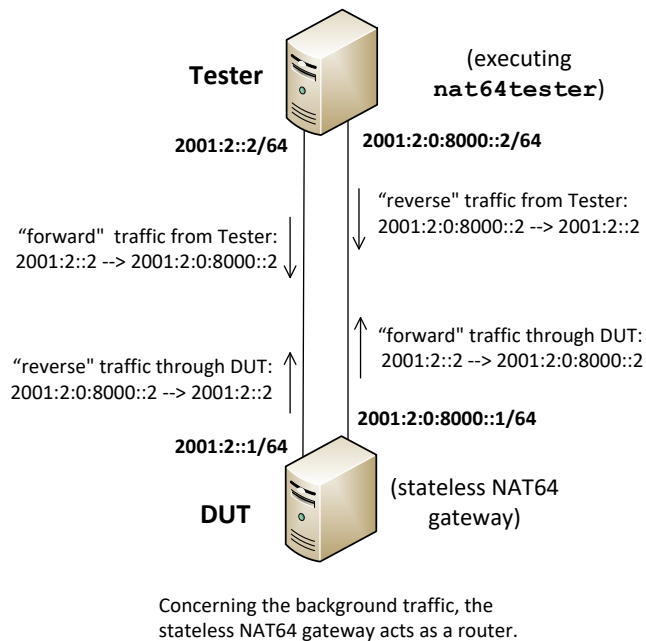 Tester
(executing
nat64tester)
2001:2::2/64
2001:2:0:8000::2/64
“reverse" traffic from Tester:
2001:2:0:8000::2 --> 2001:2::2
“forward" traffic from Tester:
2001:2::2 --> 2001:2:0:8000::2
“forward" traffic through DUT:
2001:2::2 --> 2001:2:0:8000::2
“reverse" traffic through DUT:
2001:2:0:8000::2 --> 2001:2::2
2001:2:0:8000::1/64
2001:2::1/64
DUT
(stateless NAT64
gateway)
Concerning the background traffic, the
stateless NAT64 gateway acts as a router.